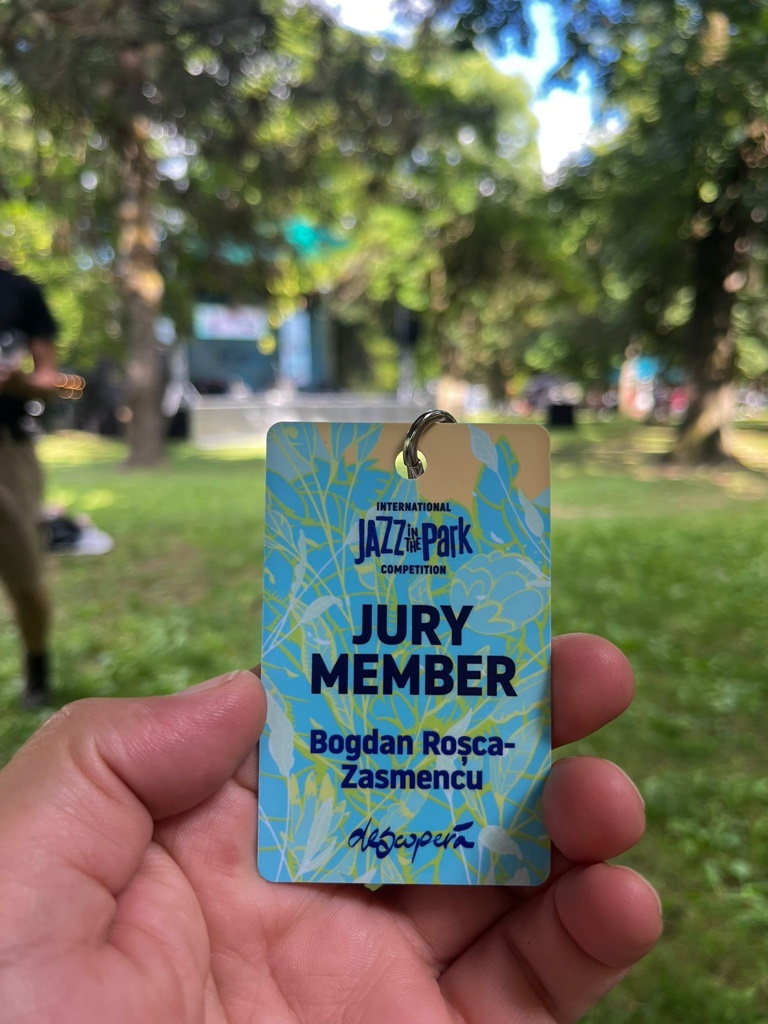 INTERNATIONAL
JAZZ IN THE PARK
COMPETITION
JURY
MEMBER
Bogdan Roșca-
Zasmencu
descoperă